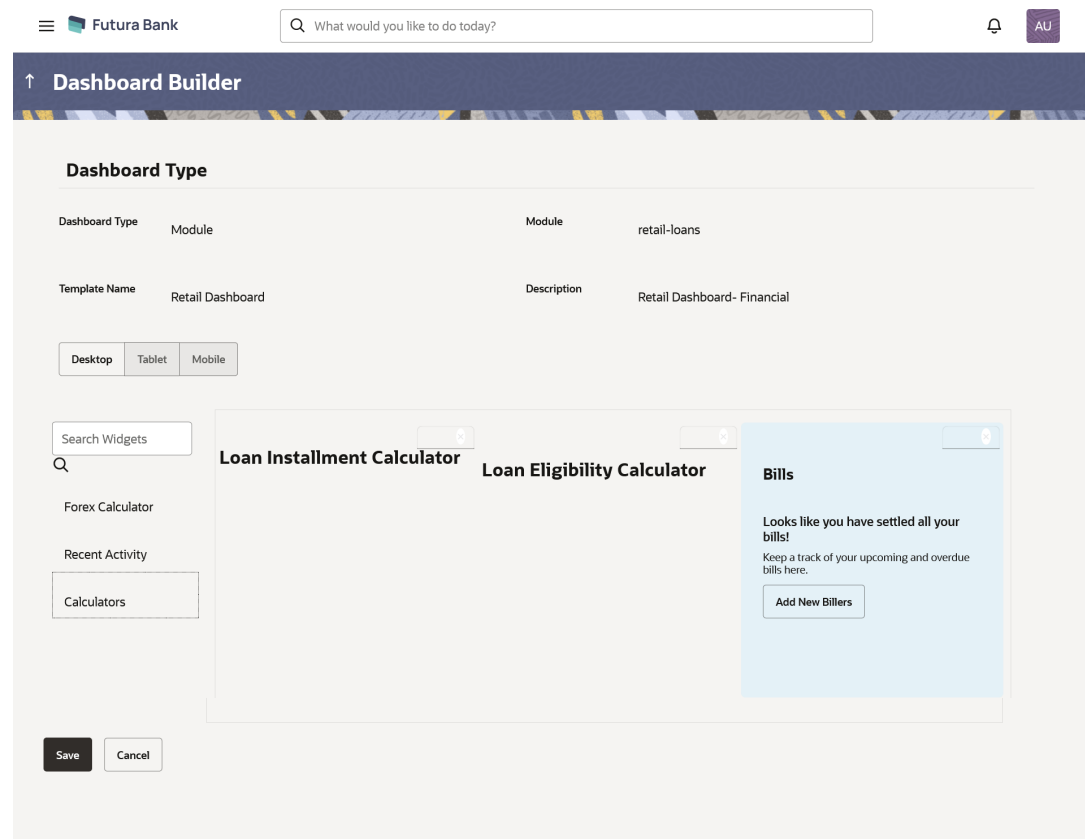 Futura Bank
What would you like to do today?
AU
Dashboard Builder
Dashboard Type
Dashboard Type
Module
Module
retail-loans
Template Name
Retail Dashboard
Description
Retail Dashboard- Financial
Desktop
Tablet
Mobile
Search Widgets
Forex Calculator
Recent Activity
Calculators
Loan Installment Calculator
Loan Eligibility Calculator
Bills
Looks like you have settled all your
bills!
Keep a track of your upcoming and overdue
bills here.
Add New Billers
Save
Cancel